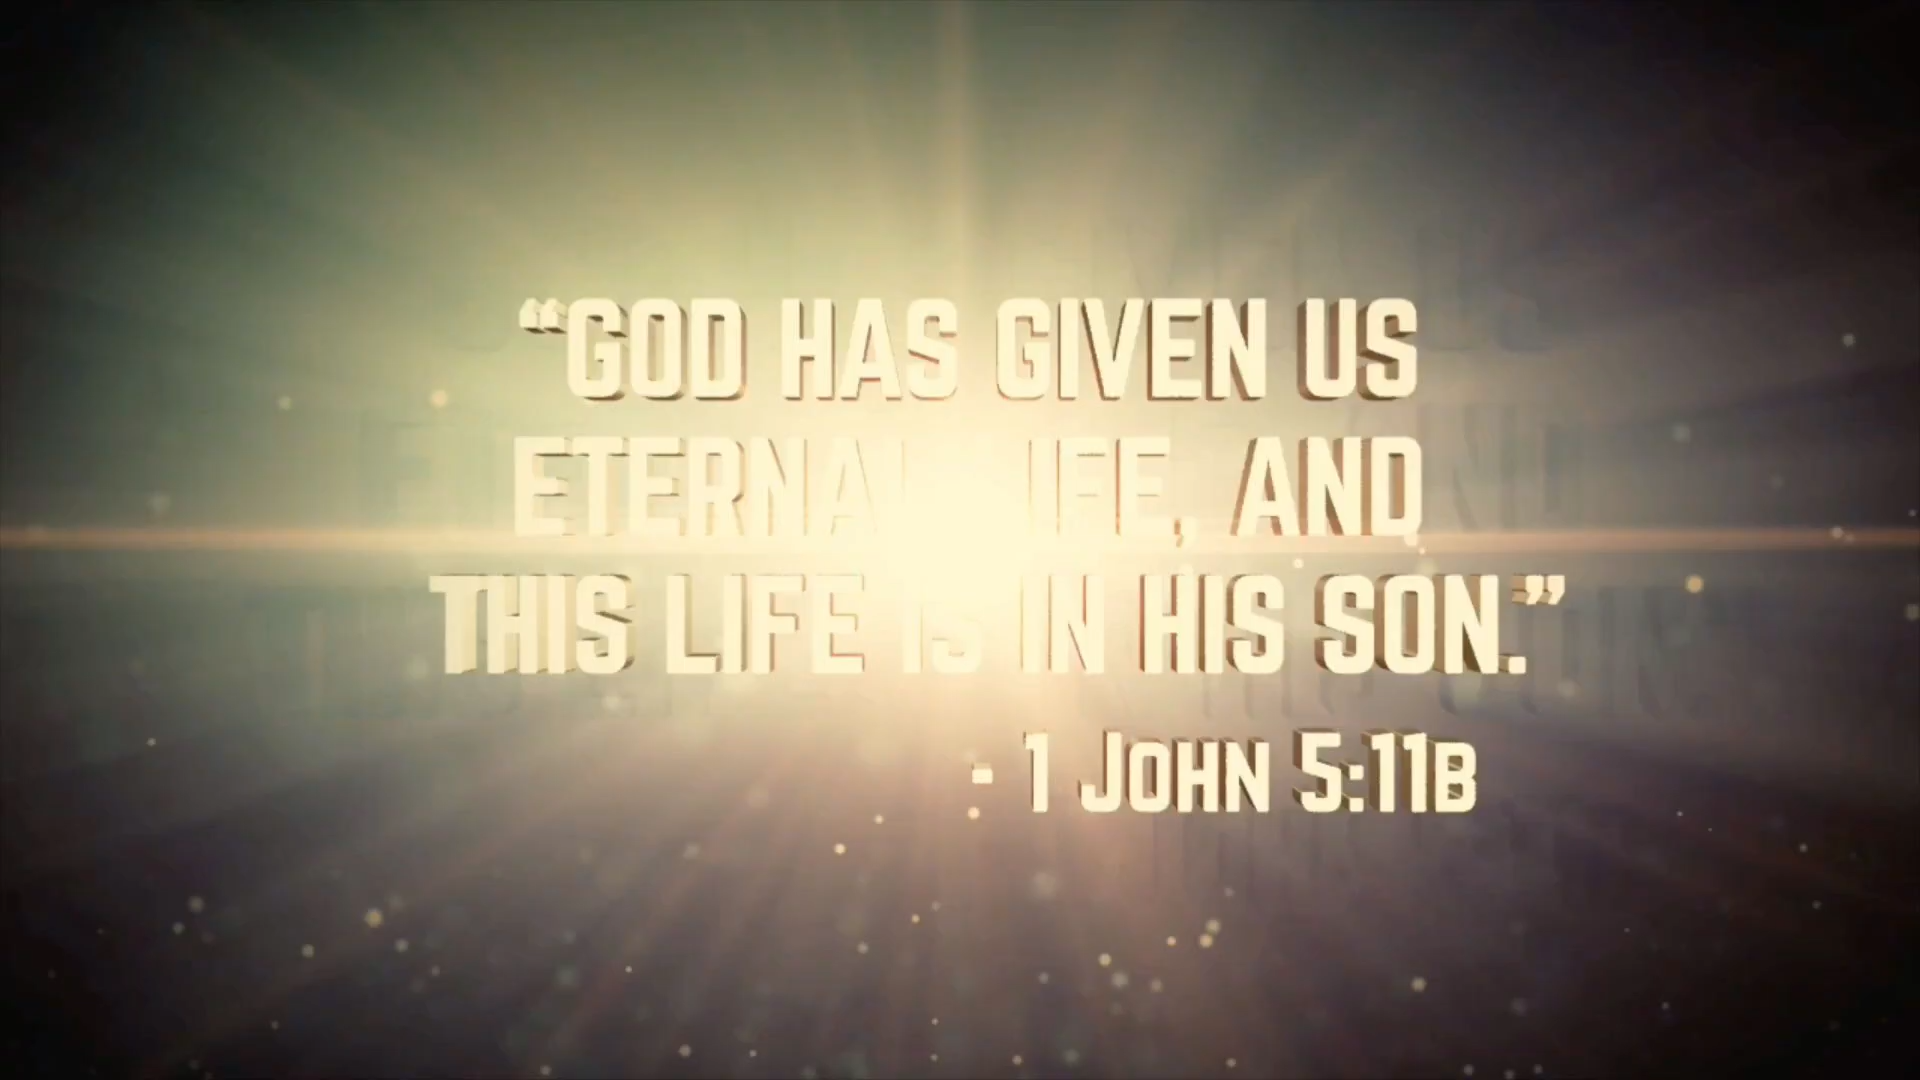 “GOD HAS GIVEN US
ETERNAL LIFE, AND
THIS LIFE IS IN HIS SON.”
- 1 JOHN 5:11B